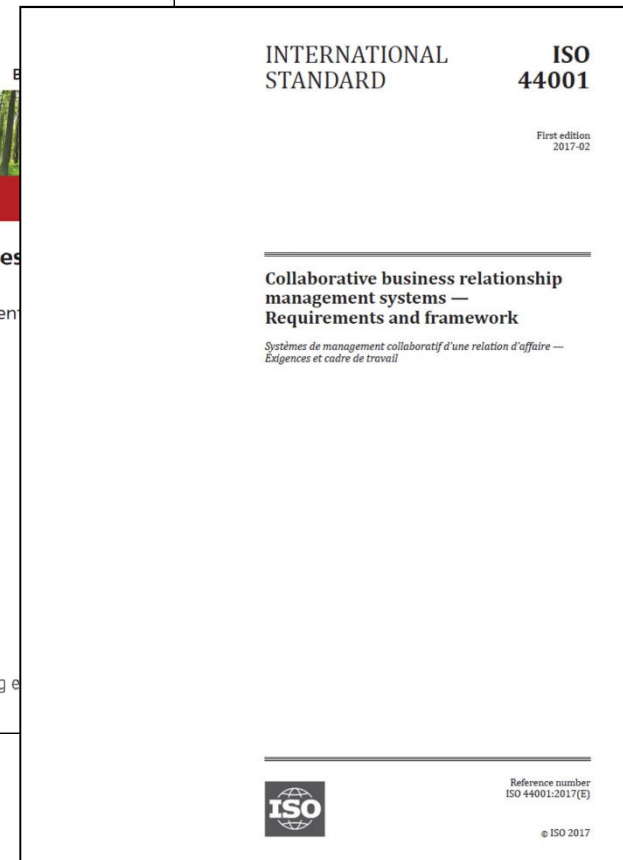 INTERNATIONAL
STANDARD
ISO
44001
First edition
2017-02
Collaborative business relationship
management systems —
Requirements and framework
Systèmes de management collaboratif d'une relation d'affaire —
Éxigences et cadre de travail
ISO
Reference number
ISO 44001:2017(E)
© ISO 2017